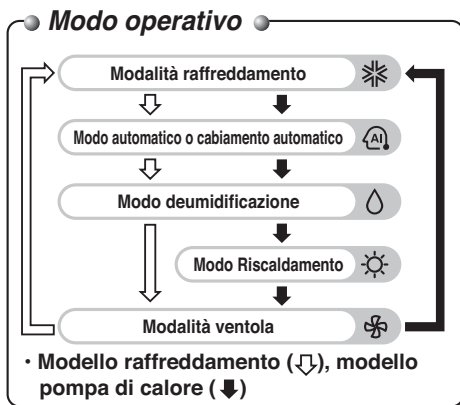 Modo operativo
Modalità raffreddamento
Modo automatico o cabiamento automatico
AI
Modo deumidificazione
Modo Riscaldamento
Modalità ventola
• Modello raffreddamento (⇩), modello
pompa di calore (⬇)